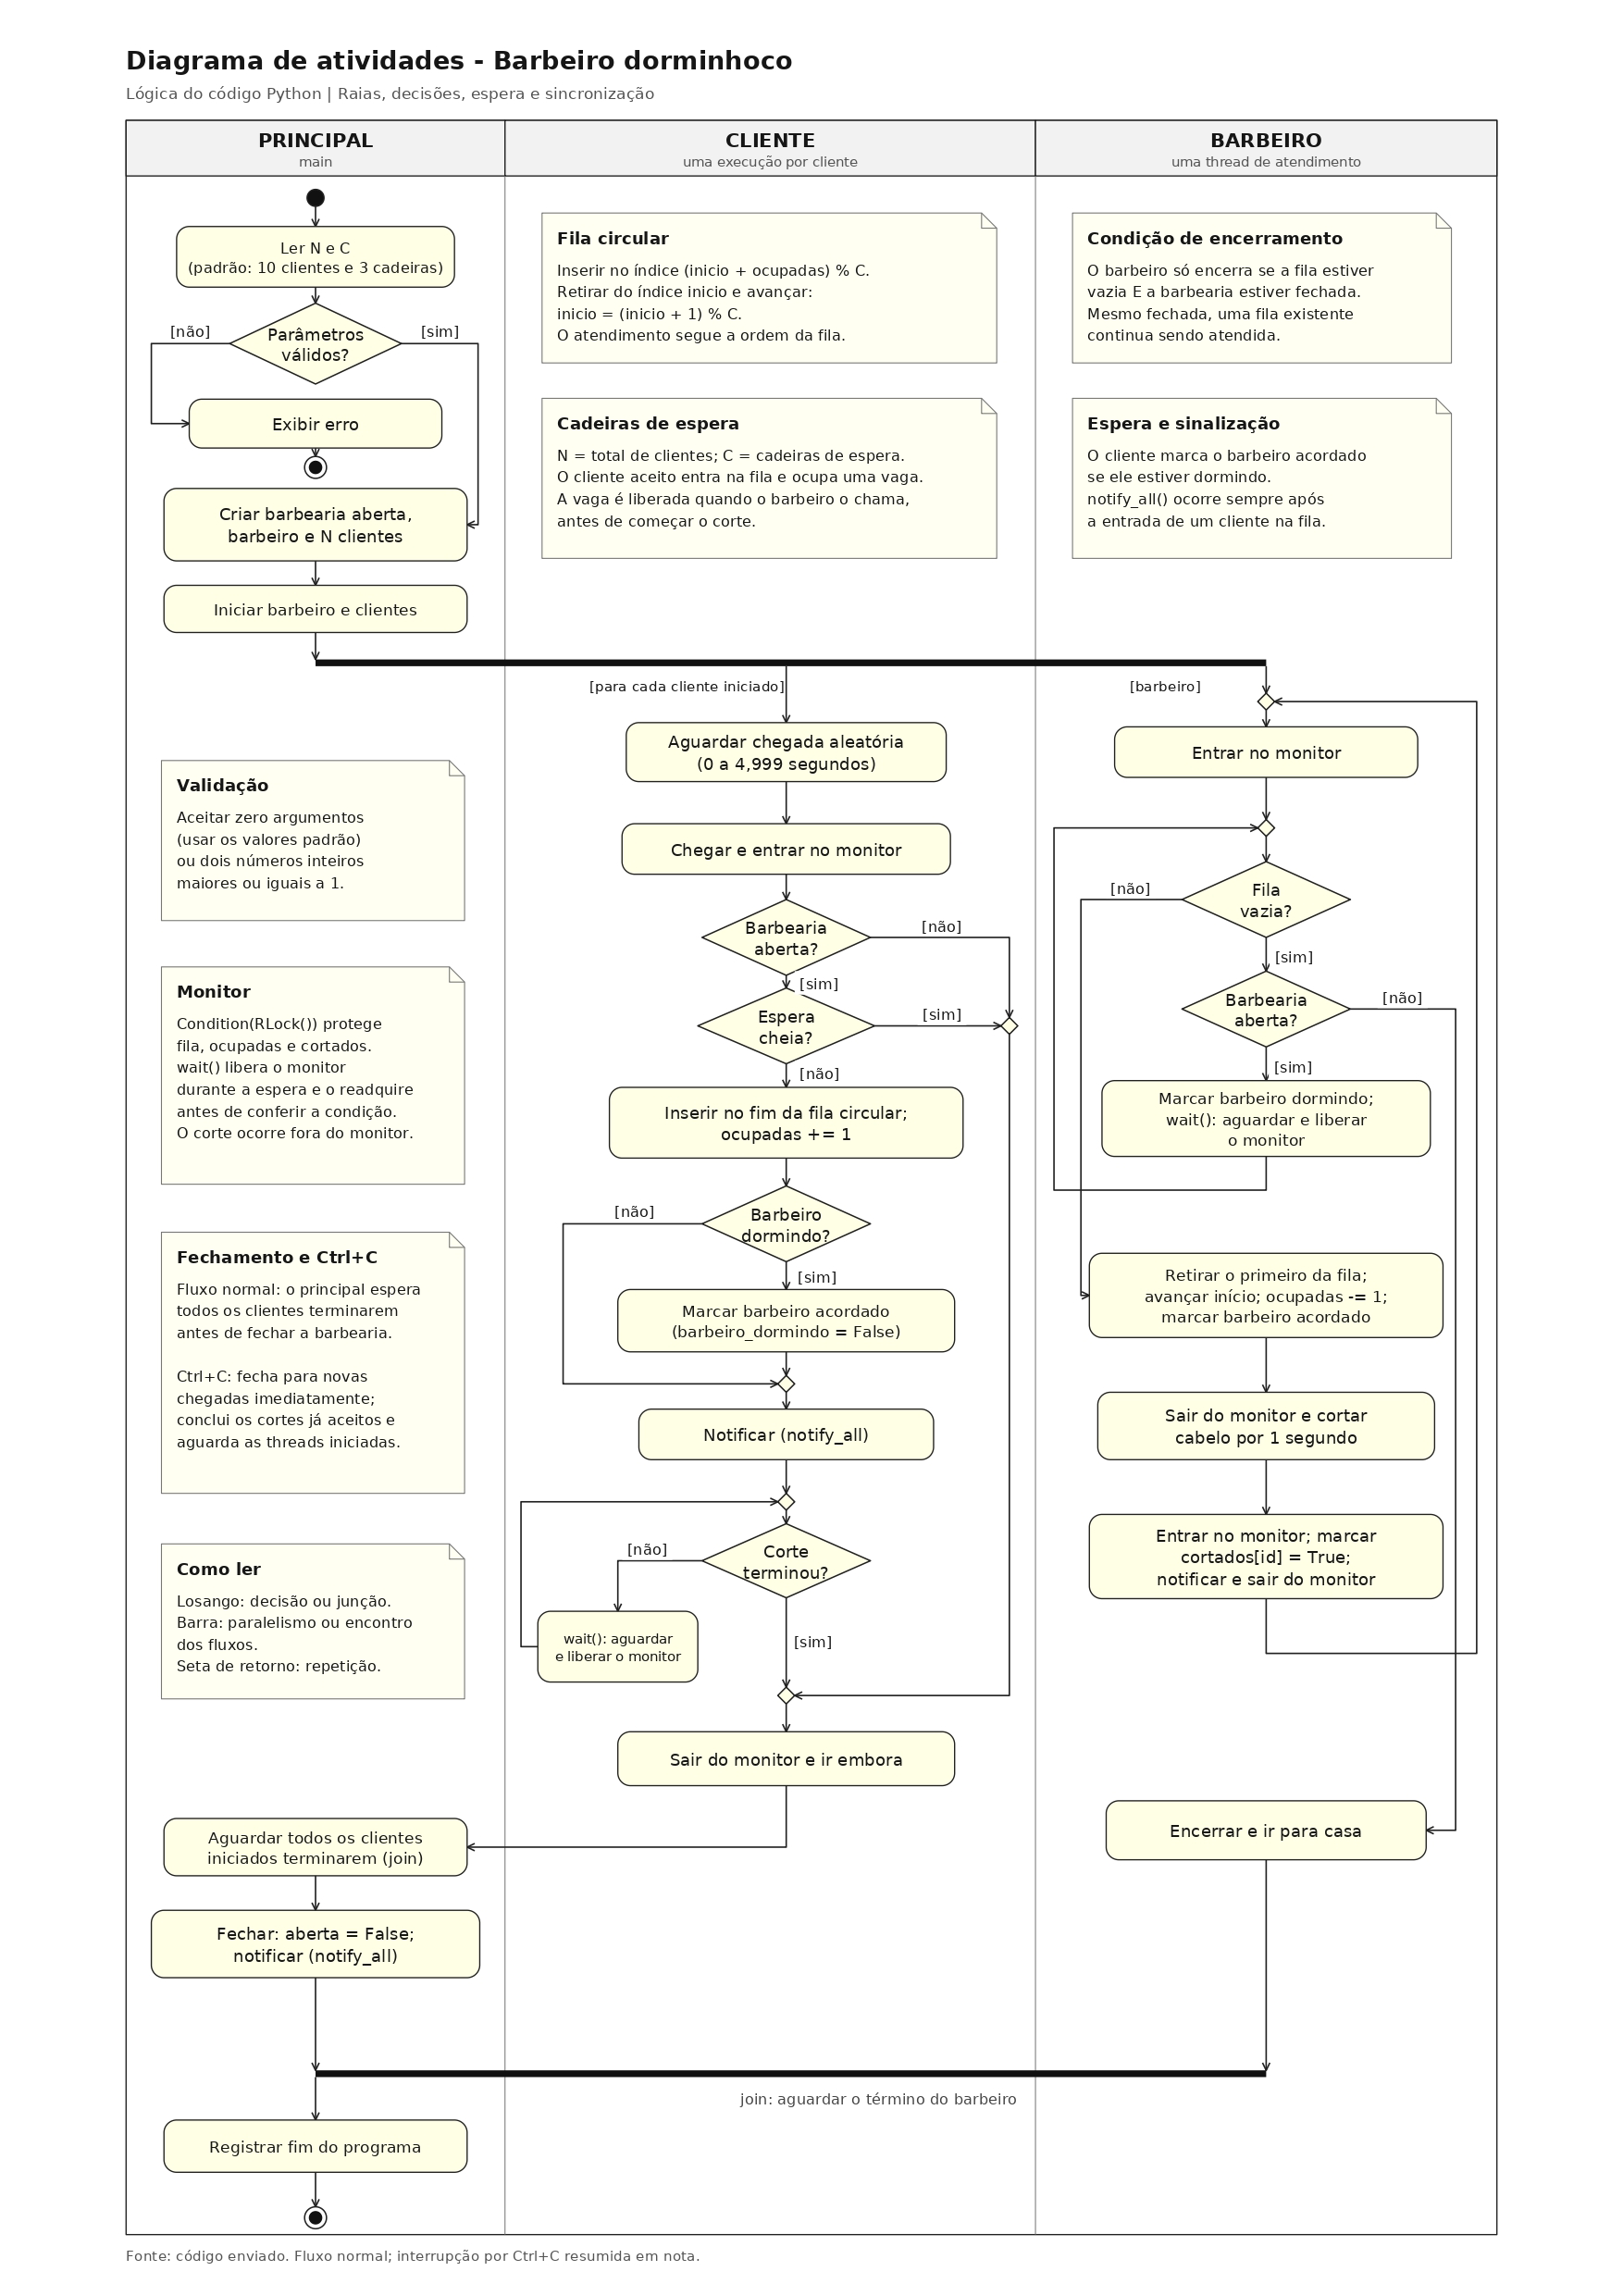 Diagrama de atividades - Barbeiro dorminhoco
Lógica do código Python | Raias, decisões, espera e sincronização
PRINCIPAL
main
CLIENTE
uma execução por cliente
BARBEIRO
uma thread de atendimento
Ler N e C
(padrão: 10 clientes e 3 cadeiras)
[não]
Parâmetros
válidos?
[sim]
Exibir erro
Criar barbearia aberta,
barbeiro e N clientes
Iniciar barbeiro e clientes
Fila circular
Inserir no índice (inicio + ocupadas) % C.
Retirar do índice inicio e avançar:
inicio = (inicio + 1) % C.
O atendimento segue a ordem da fila.
Cadeiras de espera
N = total de clientes; C = cadeiras de espera.
O cliente aceito entra na fila e ocupa uma vaga.
A vaga é liberada quando o barbeiro o chama,
antes de começar o corte.
Condição de encerramento
O barbeiro só encerra se a fila estiver
vazia E a barbearia estiver fechada.
Mesmo fechada, uma fila existente
continua sendo atendida.
Espera e sinalização
O cliente marca o barbeiro acordado
se ele estiver dormindo.
notify_all() ocorre sempre após
a entrada de um cliente na fila.
Validação
Aceitar zero argumentos
(usar os valores padrão)
ou dois números inteiros
maiores ou iguais a 1.
Monitor
Condition(RLock()) protege
fila, ocupadas e cortados.
wait() libera o monitor
durante a espera e o readquire
antes de conferir a condição.
O corte ocorre fora do monitor.
Fechamento e Ctrl+C
Fluxo normal: o principal espera
todos os clientes terminarem
antes de fechar a barbearia.
Ctrl+C: fecha para novas
chegadas imediatamente;
conclui os cortes já aceitos e
aguarda as threads iniciadas.
Como ler
Losango: decisão ou junção.
Barra: paralelismo ou encontro
dos fluxos.
Seta de retorno: repetição.
[para cada cliente iniciado]
Aguardar chegada aleatória
(0 a 4,999 segundos)
Chegar e entrar no monitor
Barbearia
aberta?
[não]
[sim]
Espera
cheia?
[sim]
[não]
Inserir no fim da fila circular;
ocupadas += 1
[não]
Barbeiro
dormindo?
[sim]
Marcar barbeiro acordado
(barbeiro_dormindo = False)
Notificar (notify_all)
[não]
Corte
terminou?
wait(): aguardar
e liberar o monitor
[sim]
Sair do monitor e ir embora
[barbeiro]
Entrar no monitor
[não]
Fila
vazia?
[sim]
Barbearia
aberta?
[não]
[sim]
Marcar barbeiro dormindo;
wait(): aguardar e liberar
o monitor
Retirar o primeiro da fila;
avançar início; ocupadas -= 1;
marcar barbeiro acordado
Sair do monitor e cortar
cabelo por 1 segundo
Entrar no monitor; marcar
cortados[id] = True;
notificar e sair do monitor
Encerrar e ir para casa
Aguardar todos os clientes
iniciados terminarem (join)
Fechar: aberta = False;
notificar (notify_all)
join: aguardar o término do barbeiro
Registrar fim do programa
Fonte: código enviado. Fluxo normal; interrupção por Ctrl+C resumida em nota.